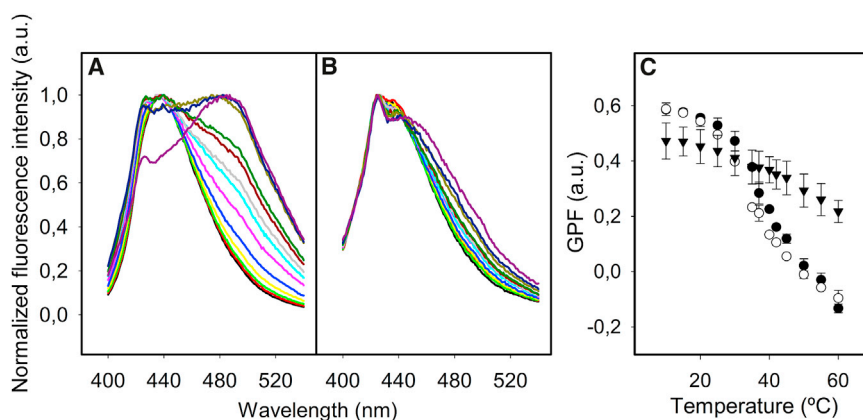 Normalized fluorescence intensity (a.u.)
1,0
0,8
0,6
0,4
0,2
0,0
A
400 440 480 520
B
400 440 480 520
Wavelength (nm)
C
GPF (a.u.)
0,6
0,4
0,2
0,0
-0,2
0 20 40 60
Temperature (ºC)